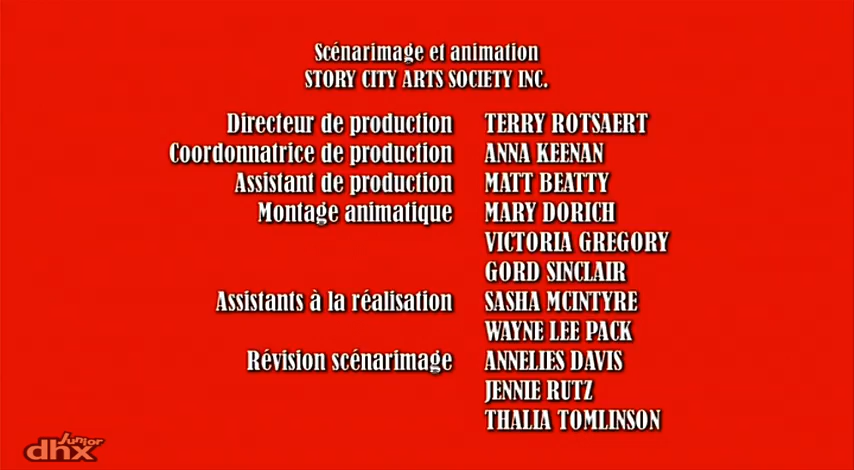 Scénarimage et animation
STORY CITY ARTS SOCIETY INC.
Directeur de production TERRY ROTSAERT
Coordonnatrice de production ANNA KEENAN
Assistant de production MATT BEATTY
Montage animatique MARY DORICH
VICTORIA GREGORY
GORD SINCLAIR
Assistants à la réalisation SASHA MCINTYRE
WAYNE LEE PACK
Révision scénarimage ANNELIES DAVIS
JENNIE RUTZ
THALIA TOMLINSON
dhx Junior